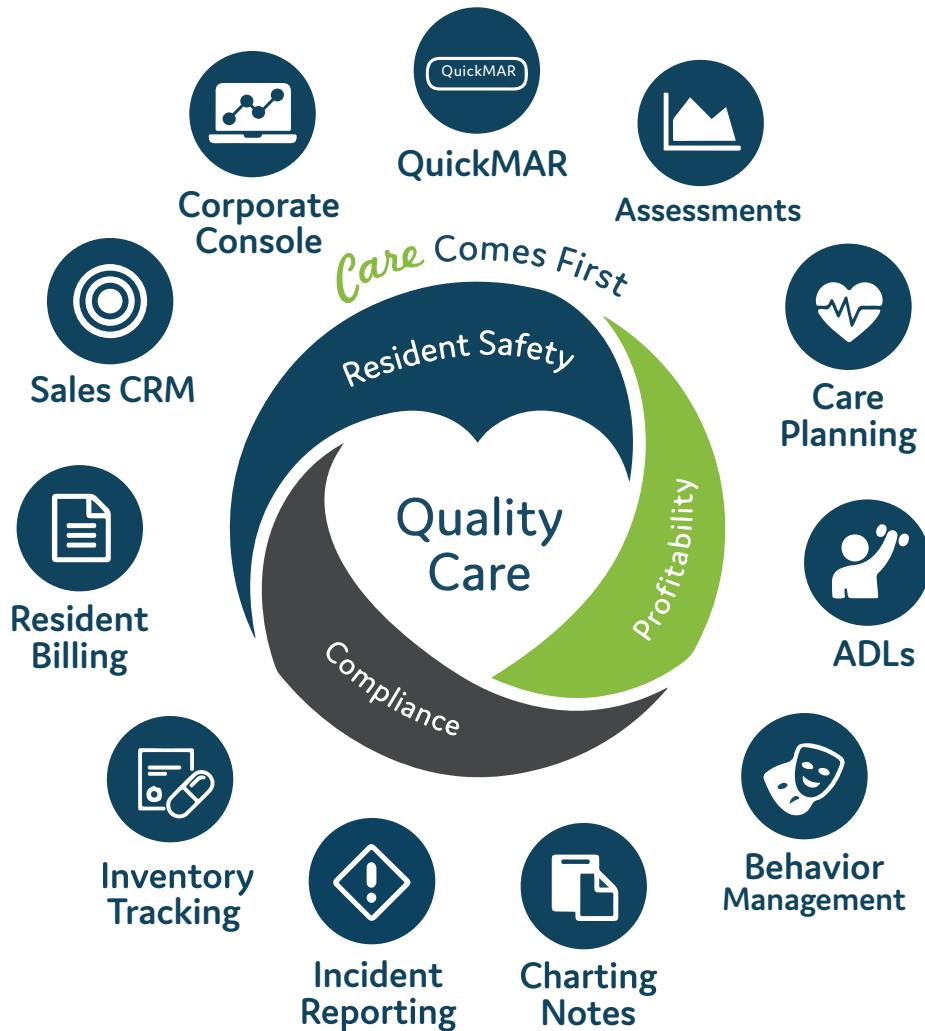 QuickMAR
QuickMAR
Corporate
Console
Assessments
Care Comes First
Sales CRM
Resident Safety
Care
Planning
Quality
Care
Profitability
Resident
Billing
ADLs
Compliance
Inventory
Tracking
Behavior
Management
Incident
Reporting
Charting
Notes